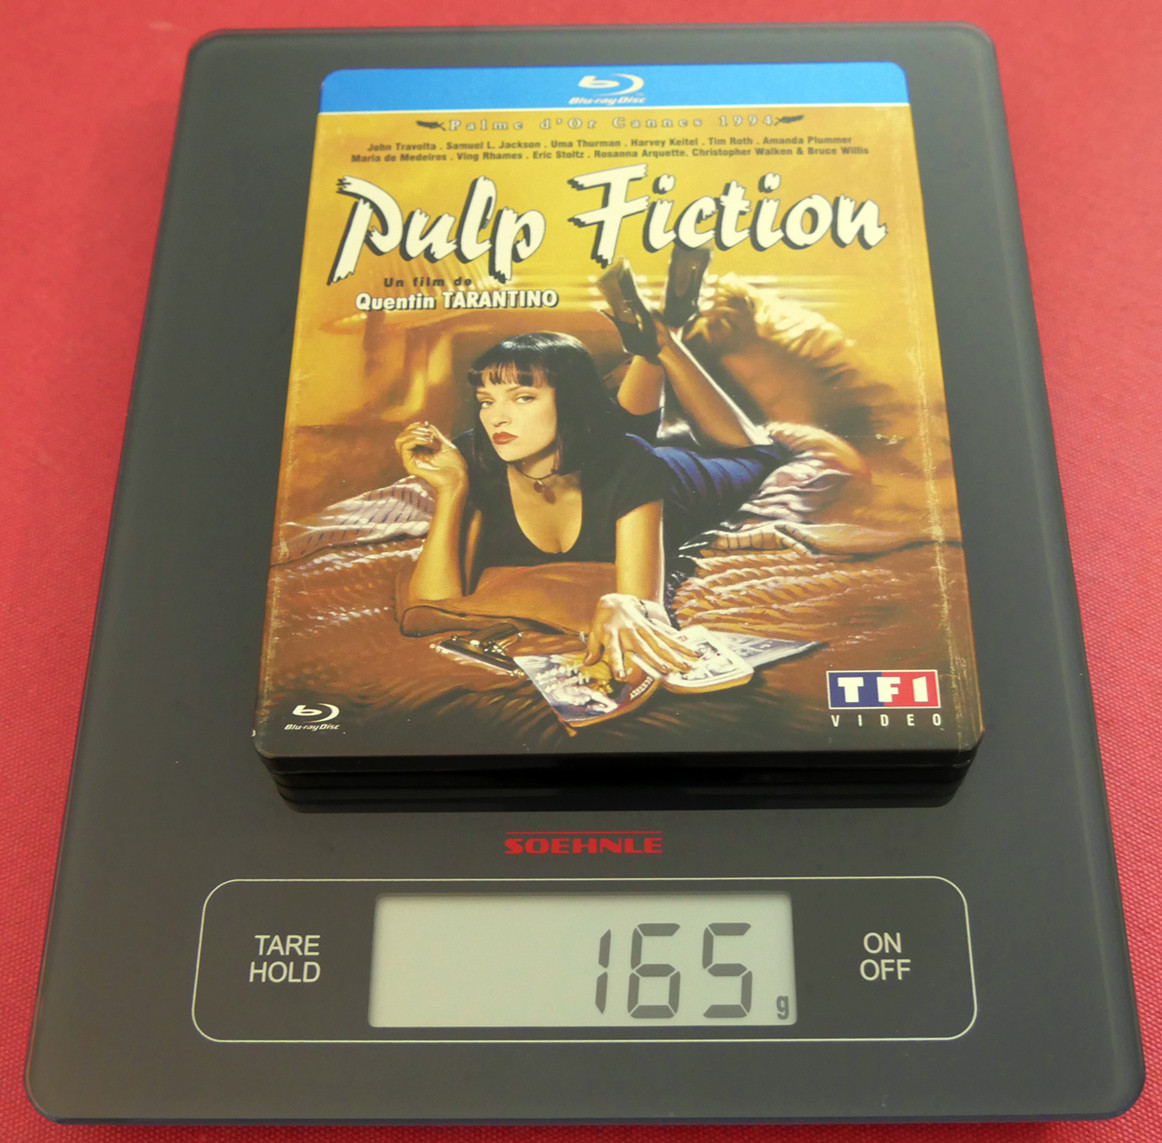 Blu-ray Disc
Palme d'Or Cannes 1994
John Travolta . Samuel L. Jackson . Uma Thurman . Harvey Keitel . Tim Roth . Amanda Plummer
Maria de Medeiros . Ving Rhames . Eric Stoltz . Rosanna Arquette. Christopher Walken & Bruce Willis
Pulp Fiction
Un film de
Quentin TARANTINO
TF1
VIDEO
Blu-ray Disc
SOEHNLE
TARE
HOLD
165 g
ON
OFF